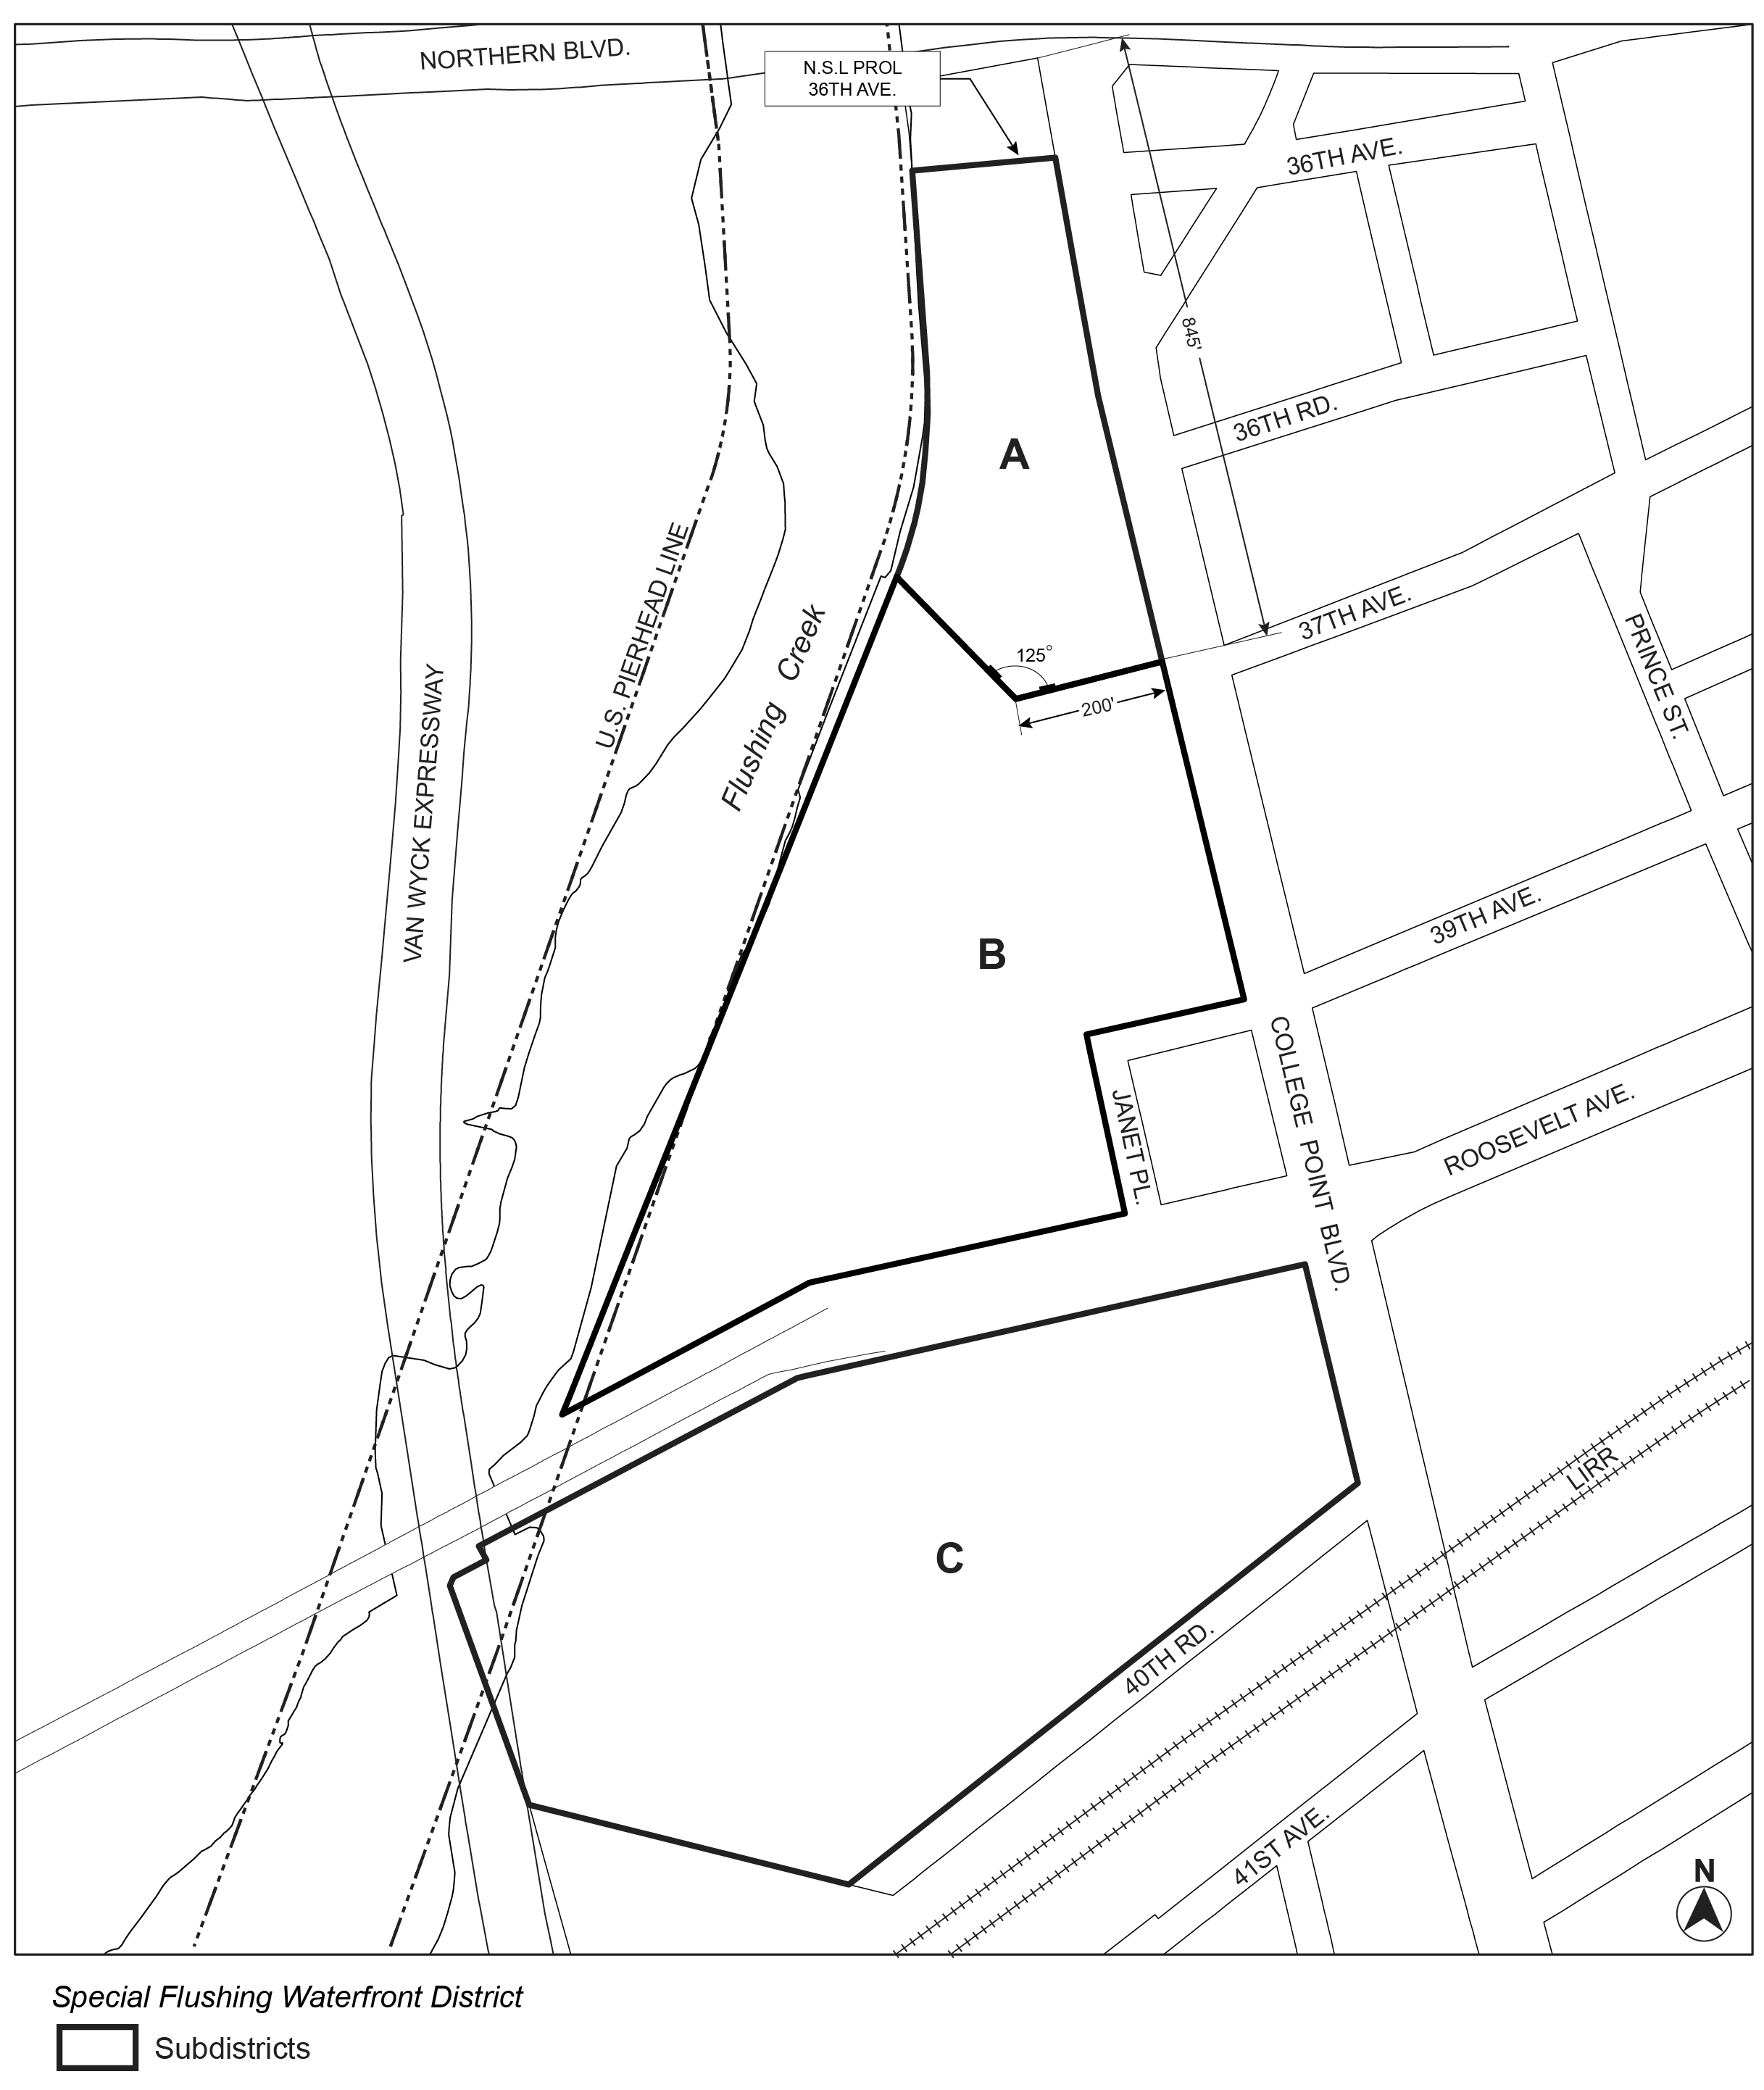 NORTHERN BLVD.
N.S.L PROL
36TH AVE.
36TH AVE.
845'
36TH RD.
A
U.S. PIERHEAD LINE
Flushing Creek
37TH AVE.
125°
200'
PRINCE ST.
VAN WYCK EXPRESSWAY
B
39TH AVE.
COLLEGE POINT BLVD.
JANET PL.
ROOSEVELT AVE.
LIRR
C
40TH RD.
41ST AVE.
N
Special Flushing Waterfront District
Subdistricts